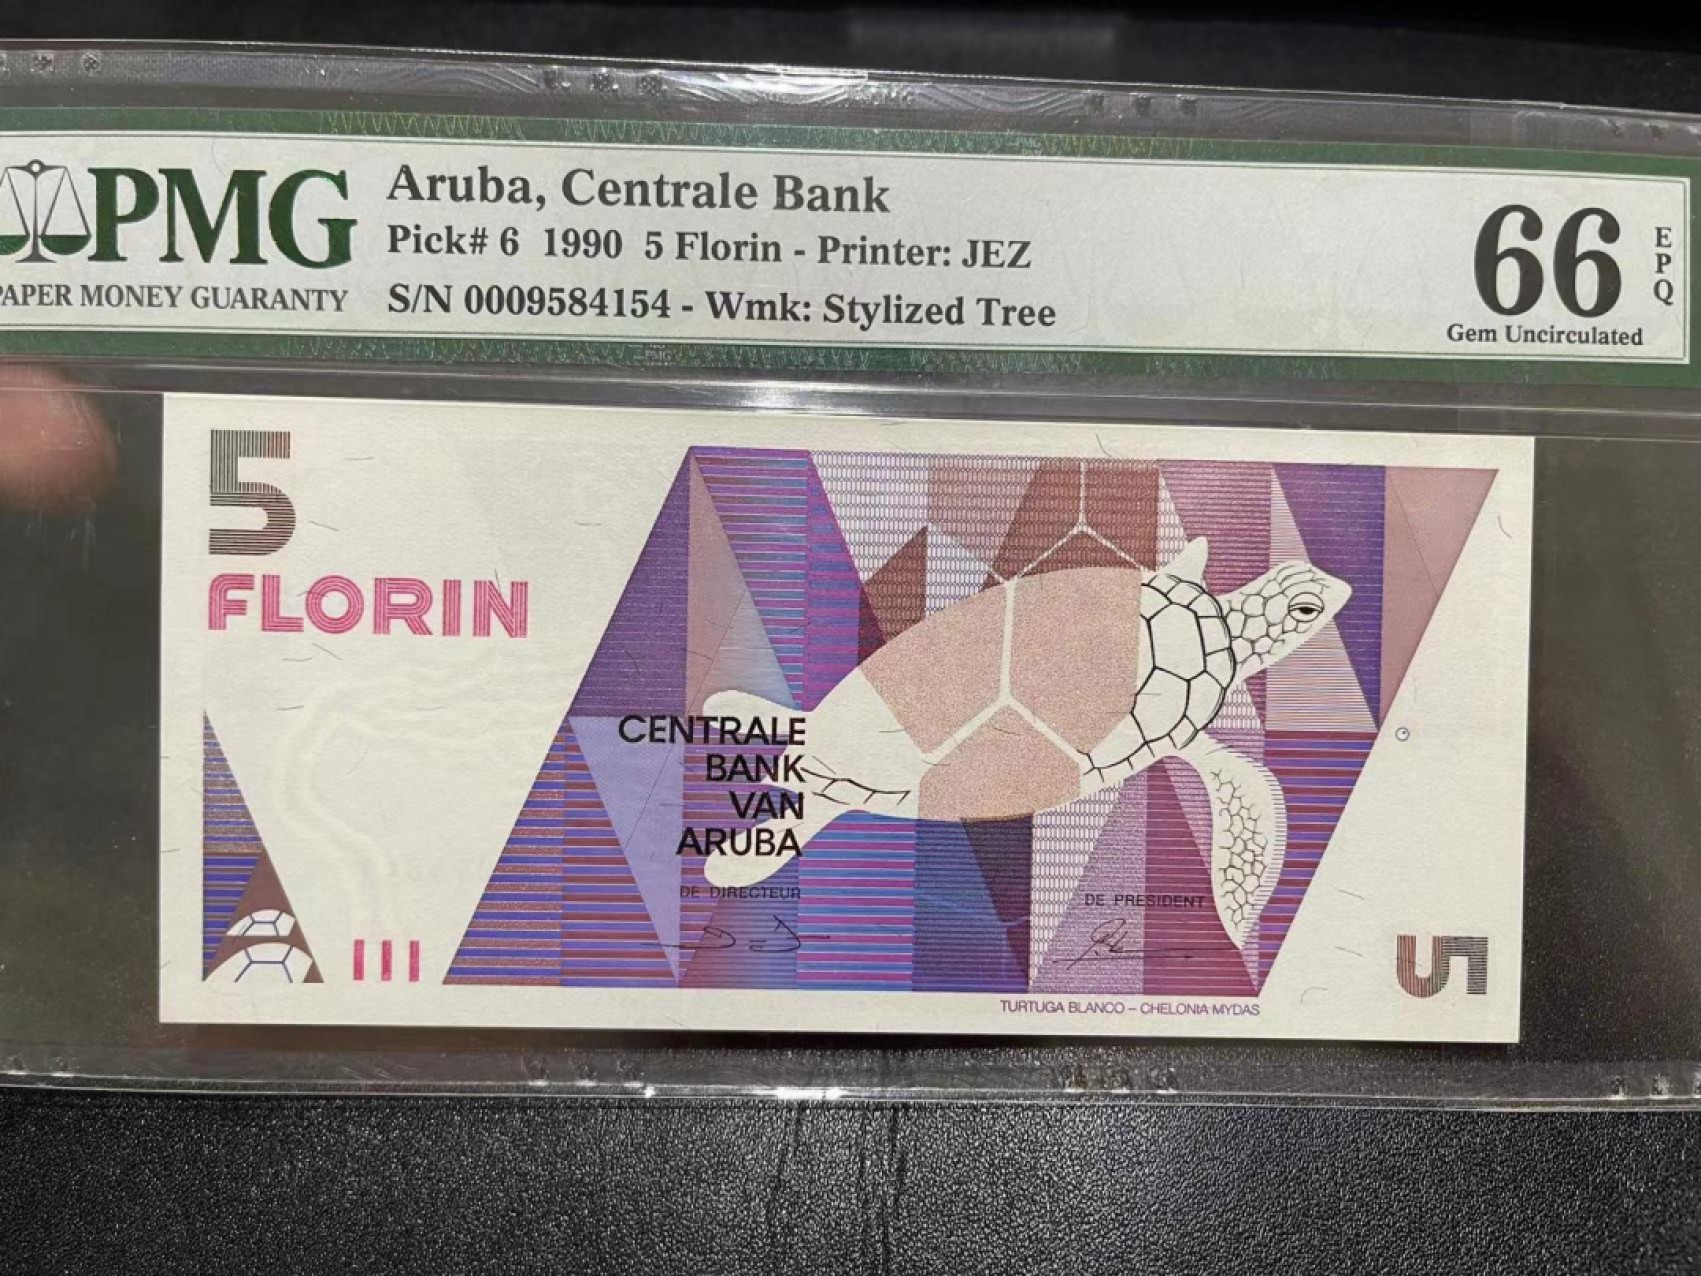 PMG
PAPER MONEY GUARANTY
Aruba, Centrale Bank
Pick# 6 1990 5 Florin - Printer: JEZ
S/N 0009584154 - Wmk: Stylized Tree
66
EPQ
Gem Uncirculated
5
FLORIN
CENTRALE
BANK
VAN
ARUBA
DE DIRECTEUR
DE PRESIDENT
TURTUGA BLANCO – CHELONIA MYDAS
5